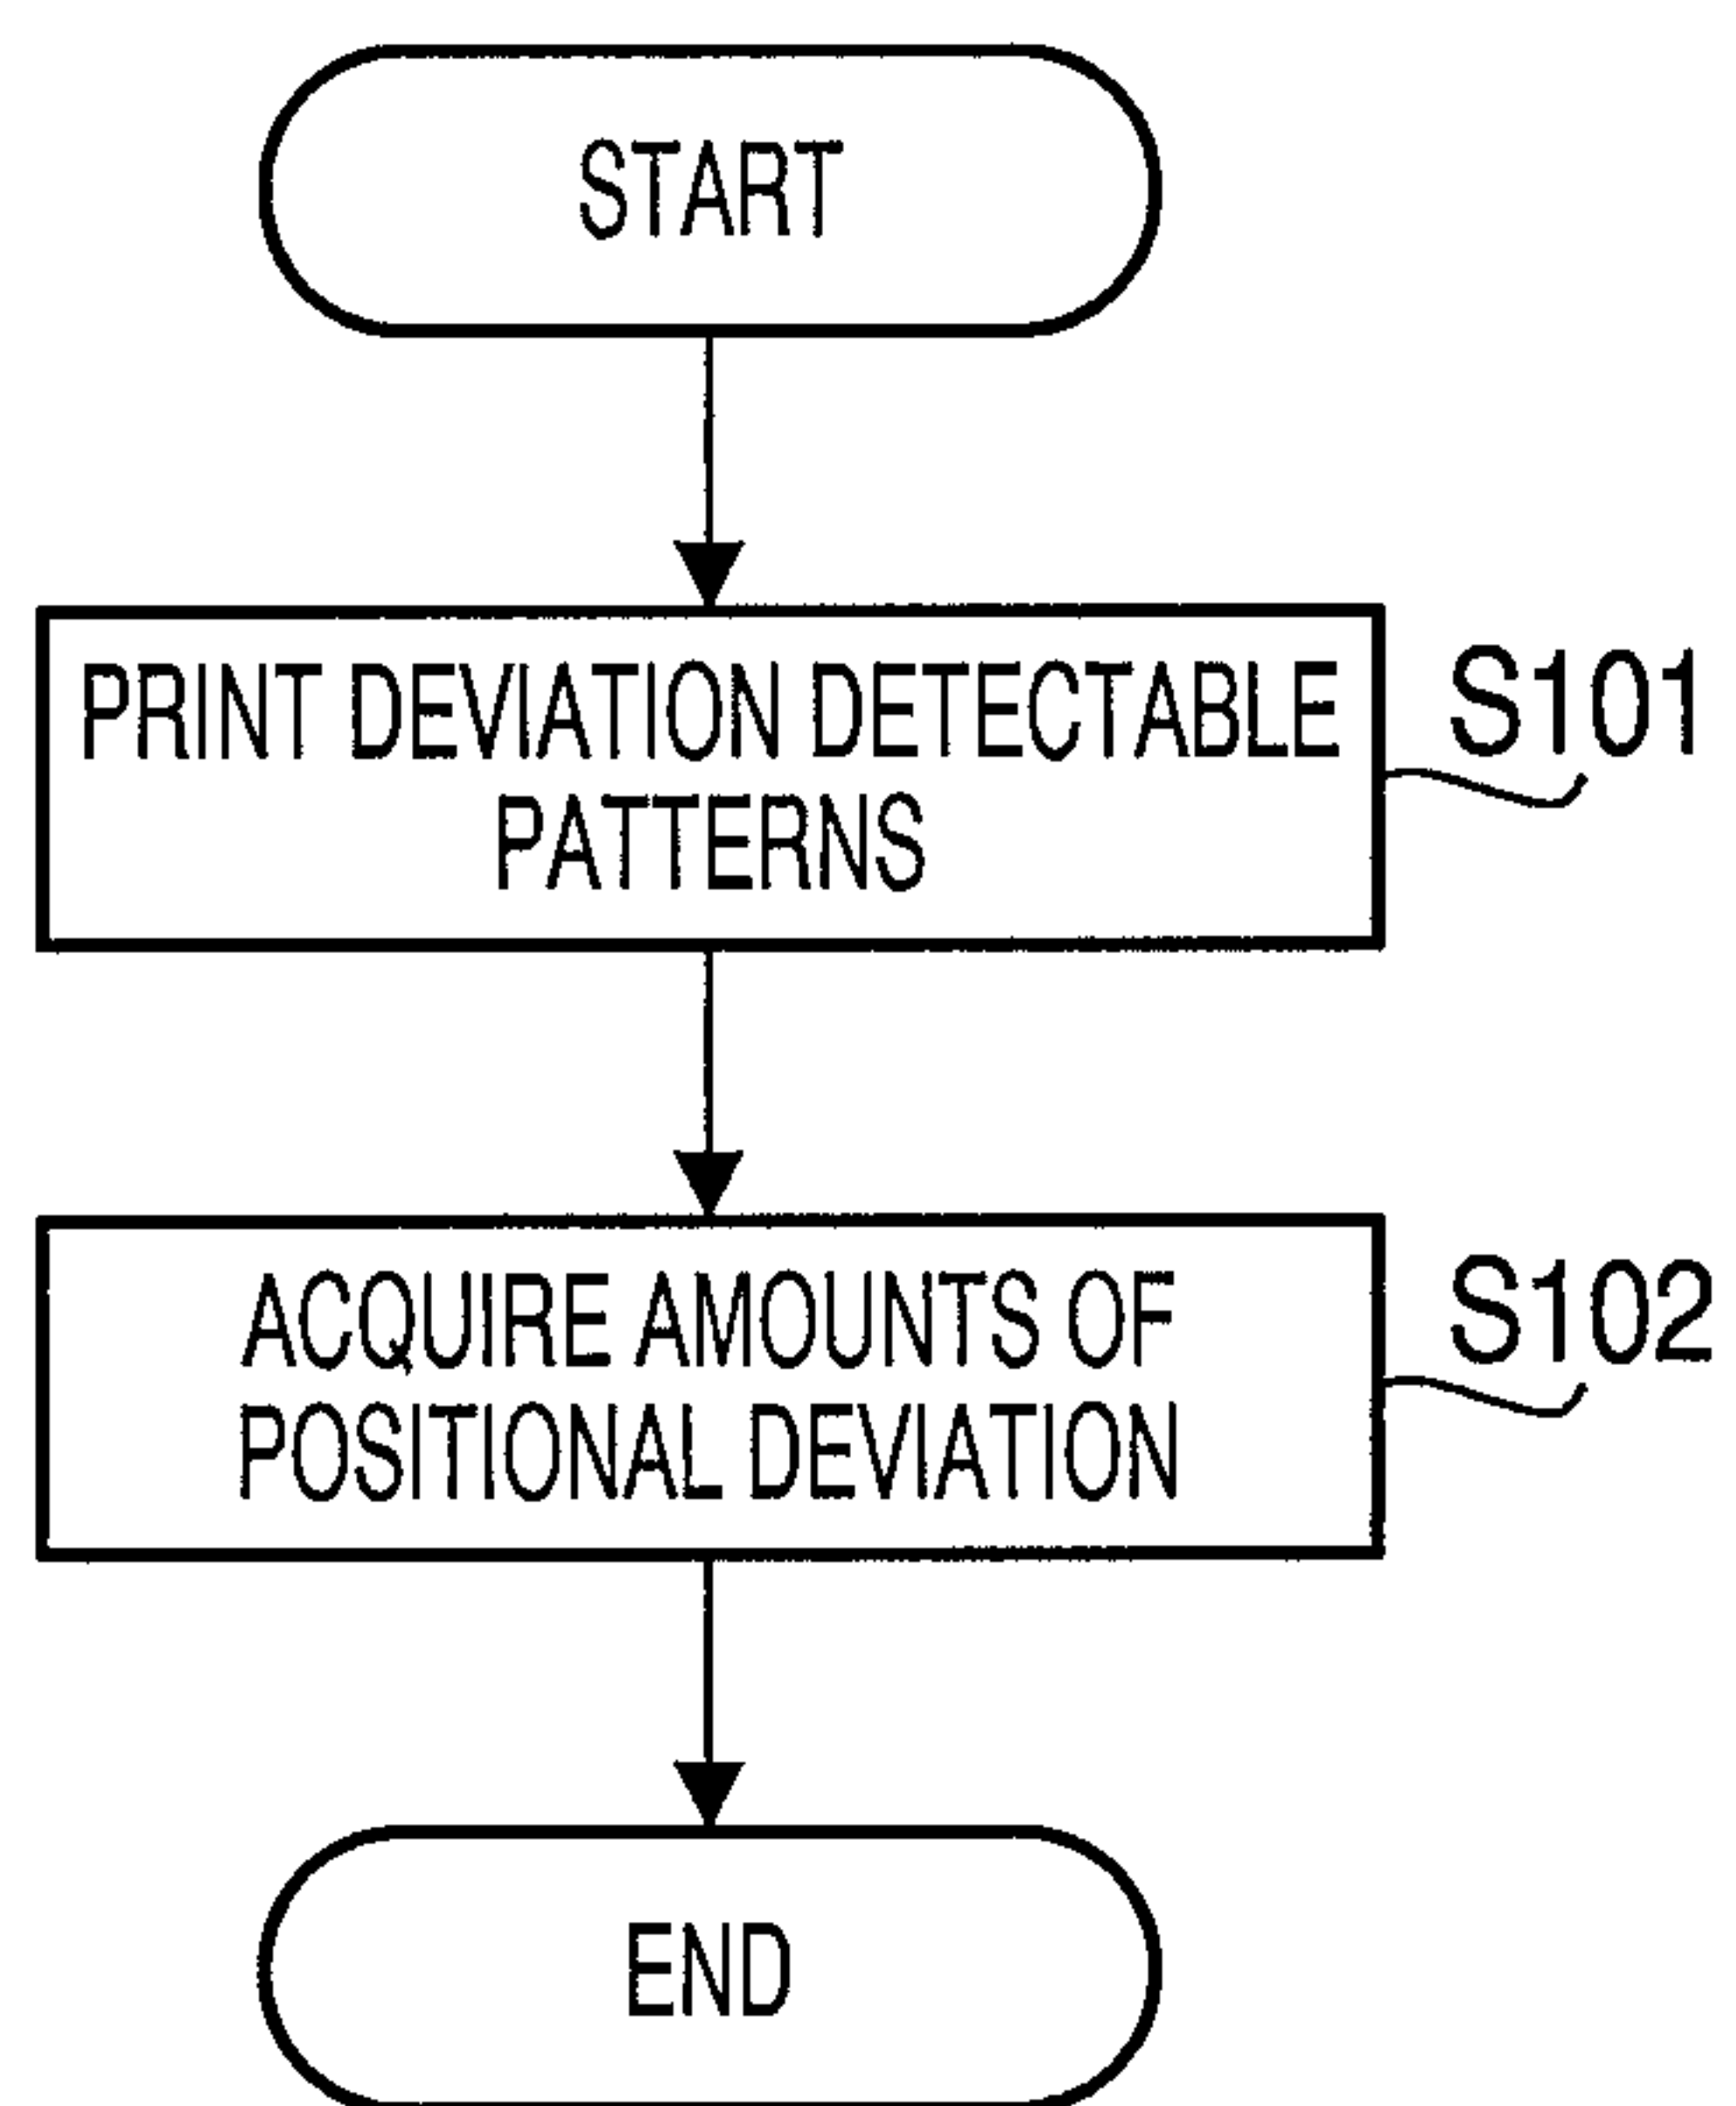 START
PRINT DEVIATION DETECTABLE
PATTERNS
S101
ACQUIRE AMOUNTS OF
POSITIONAL DEVIATION
S102
END